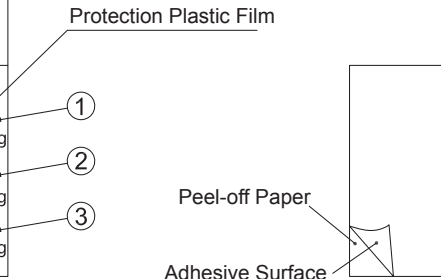 Protection Plastic Film
1
2
3
g
g
g
Peel-off Paper
Adhesive Surface